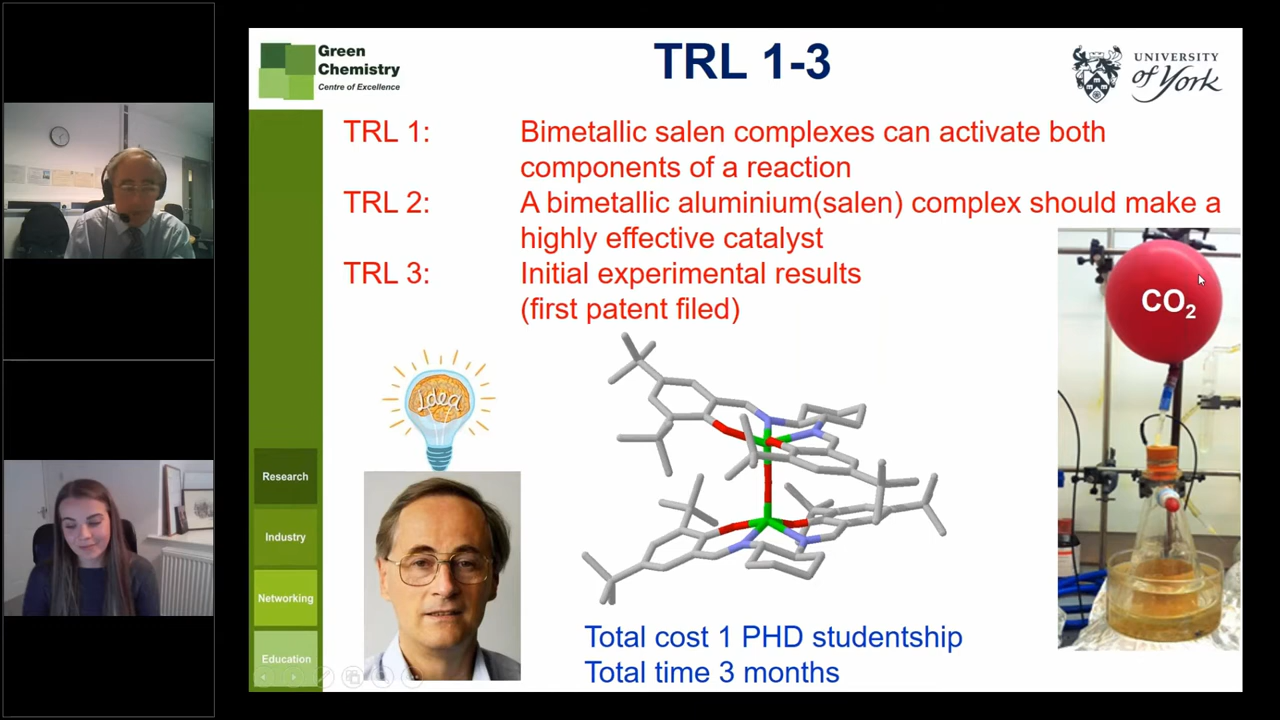 Green
Chemistry
Centre of Excellence
TRL 1-3
UNIVERSITY
of York
TRL 1: Bimetallic salen complexes can activate both
components of a reaction
TRL 2: A bimetallic aluminium(salen) complex should make a
highly effective catalyst
TRL 3: Initial experimental results
(first patent filed)
CO₂
Idea
Research
Industry
Networking
Education
Total cost 1 PHD studentship
Total time 3 months